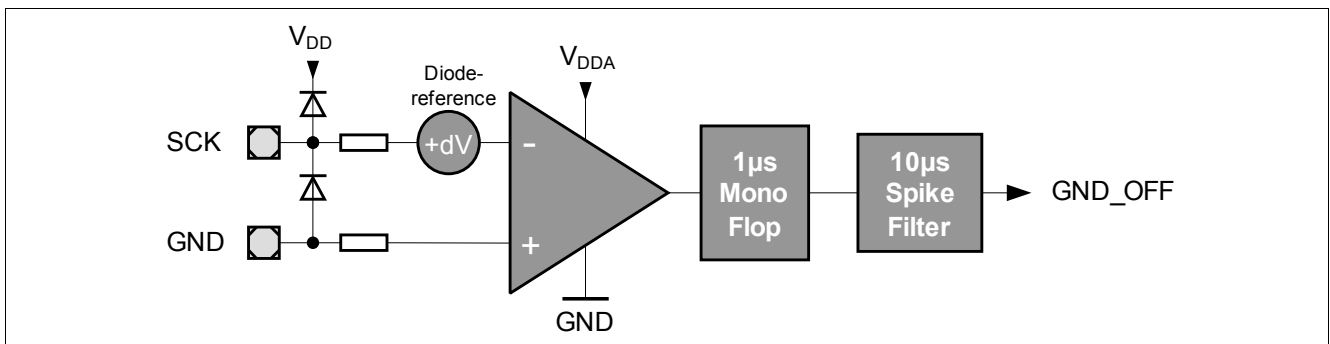 VDD
VDDA
Diode-
reference
SCK
+dV
-
+
GND
GND
1µs
Mono
Flop
10µs
Spike
Filter
GND_OFF